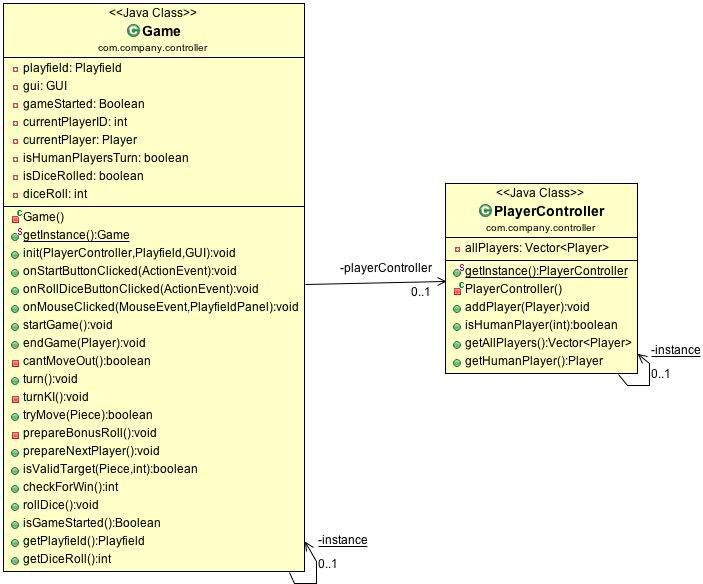 <<Java Class>>
Game
com.company.controller
playfield: Playfield
gui: GUI
gameStarted: Boolean
currentPlayerID: int
currentPlayer: Player
isHumanPlayersTurn: boolean
isDiceRolled: boolean
diceRoll: int
Game()
getInstance():Game
init(PlayerController,Playfield,GUI):void
onStartButtonClicked(ActionEvent):void
onRollDiceButtonClicked(ActionEvent):void
onMouseClicked(MouseEvent,PlayfieldPanel):void
startGame():void
endGame(Player):void
cantMoveOut():boolean
turn():void
turnKI():void
tryMove(Piece):boolean
prepareBonusRoll():void
prepareNextPlayer():void
isValidTarget(Piece,int):boolean
checkForWin():int
rollDice():void
isGameStarted():Boolean
getPlayfield():Playfield
getDiceRoll():int
-instance
0..1
-playerController
0..1
<<Java Class>>
PlayerController
com.company.controller
allPlayers: Vector<Player>
getInstance():PlayerController
PlayerController()
addPlayer(Player):void
isHumanPlayer(int):boolean
getAllPlayers():Vector<Player>
getHumanPlayer():Player
-instance
0..1